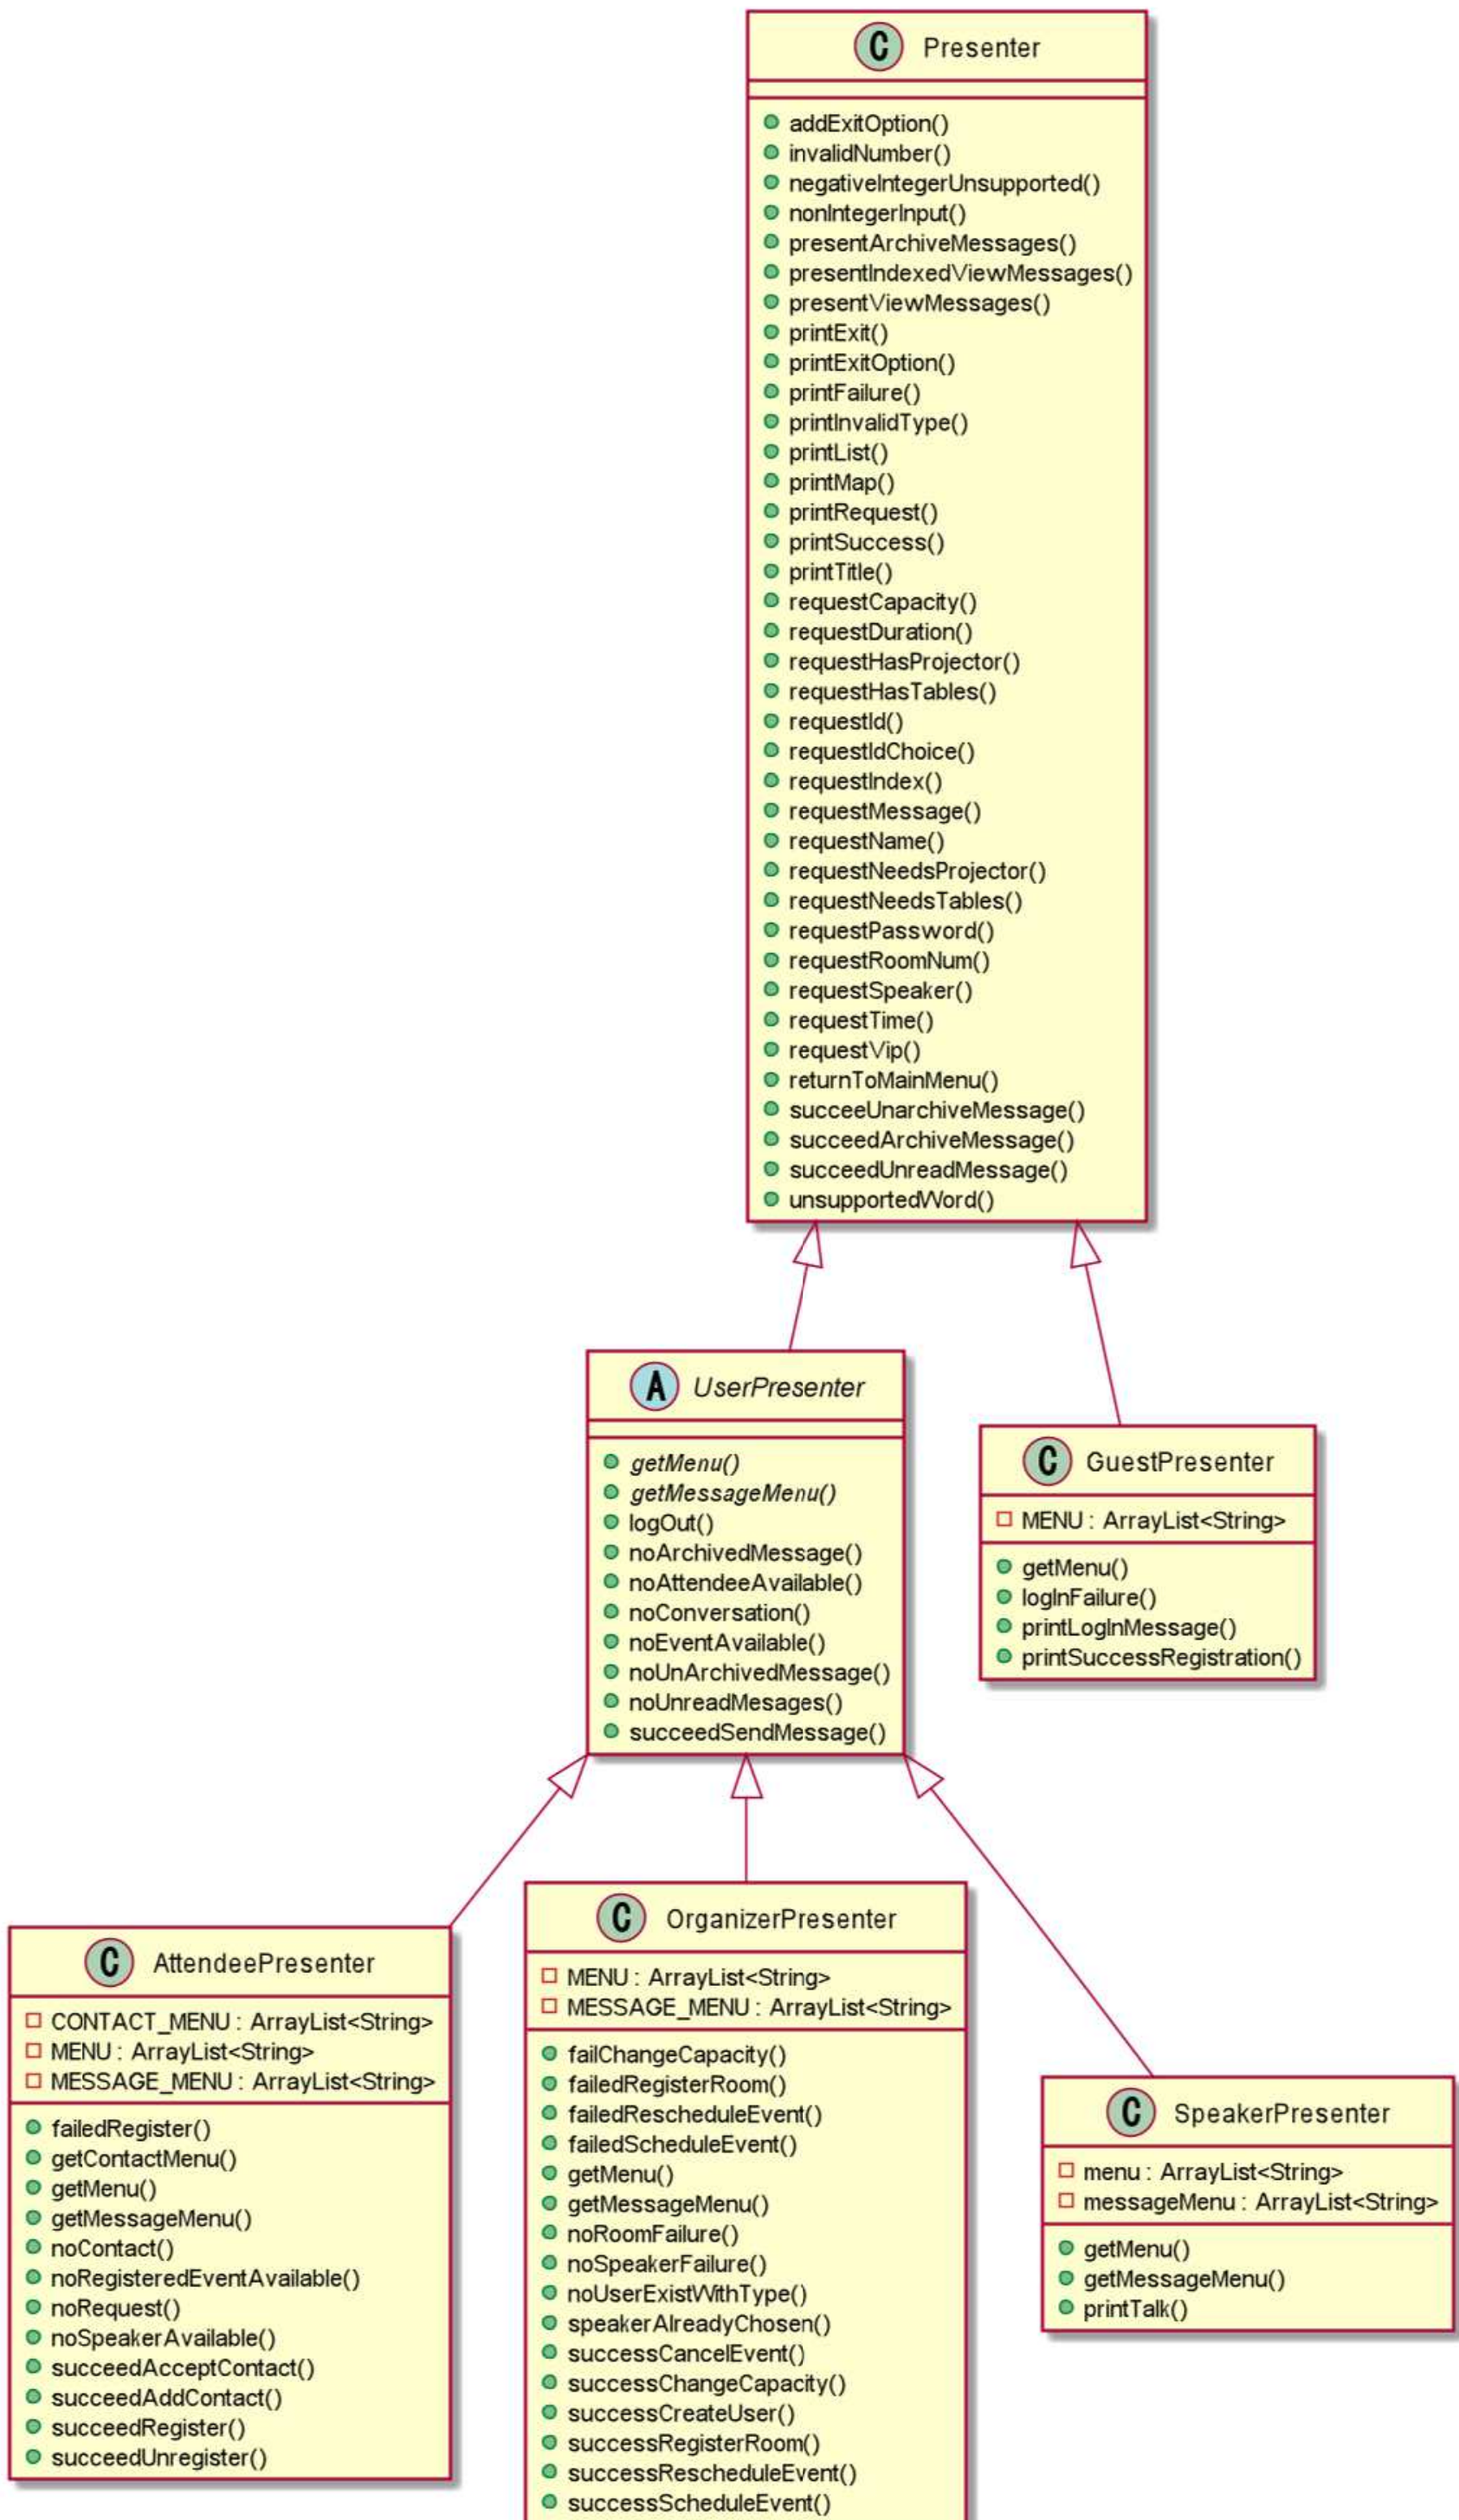 C Presenter
addExitOption()
invalidNumber()
negativeIntegerUnsupported()
nonIntegerInput()
presentArchiveMessages()
presentIndexedViewMessages()
presentViewMessages()
printExit()
printExitOption()
printFailure()
printInvalidType()
printList()
printMap()
printRequest()
printSuccess()
printTitle()
requestCapacity()
requestDuration()
requestHasProjector()
requestHasTables()
requestId()
requestIdChoice()
requestIndex()
requestMessage()
requestName()
requestNeedsProjector()
requestNeedsTables()
requestPassword()
requestRoomNum()
requestSpeaker()
requestTime()
requestVip()
returnToMainMenu()
succeeUnarchiveMessage()
succeedArchiveMessage()
succeedUnreadMessage()
unsupportedWord()
A UserPresenter
getMenu()
getMessageMenu()
logOut()
noArchivedMessage()
noAttendeeAvailable()
noConversation()
noEventAvailable()
noUnArchivedMessage()
noUnreadMesages()
succeedSendMessage()
C GuestPresenter
MENU : ArrayList<String>
getMenu()
logInFailure()
printLogInMessage()
printSuccessRegistration()
C AttendeePresenter
CONTACT_MENU : ArrayList<String>
MENU : ArrayList<String>
MESSAGE_MENU : ArrayList<String>
failedRegister()
getContactMenu()
getMenu()
getMessageMenu()
noContact()
noRegisteredEventAvailable()
noRequest()
noSpeakerAvailable()
succeedAcceptContact()
succeedAddContact()
succeedRegister()
succeedUnregister()
C OrganizerPresenter
MENU : ArrayList<String>
MESSAGE_MENU : ArrayList<String>
failChangeCapacity()
failedRegisterRoom()
failedRescheduleEvent()
failedScheduleEvent()
getMenu()
getMessageMenu()
noRoomFailure()
noSpeakerFailure()
noUserExistWithType()
speakerAlreadyChosen()
successCancelEvent()
successChangeCapacity()
successCreateUser()
successRegisterRoom()
successRescheduleEvent()
successScheduleEvent()
C SpeakerPresenter
menu : ArrayList<String>
messageMenu : ArrayList<String>
getMenu()
getMessageMenu()
printTalk()